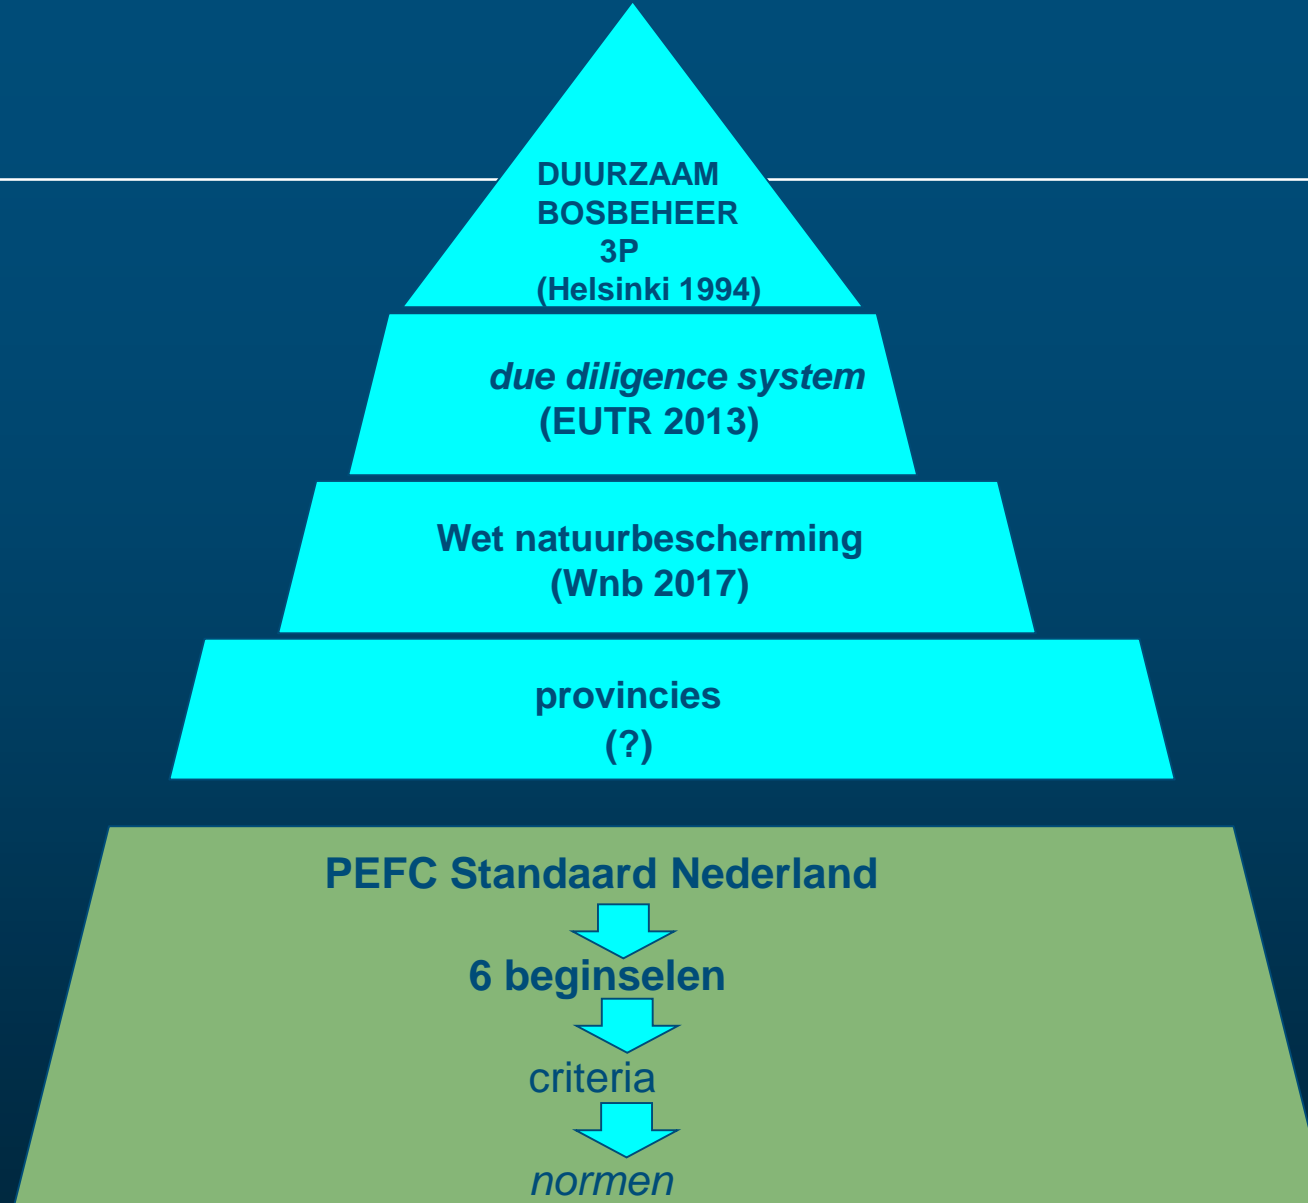 DUURZAAM
BOSBEHEER
3P
(Helsinki 1994)
due diligence system
(EUTR 2013)
Wet natuurbescherming
(Wnb 2017)
provincies
(?)
PEFC Standaard Nederland
6 beginselen
criteria
normen